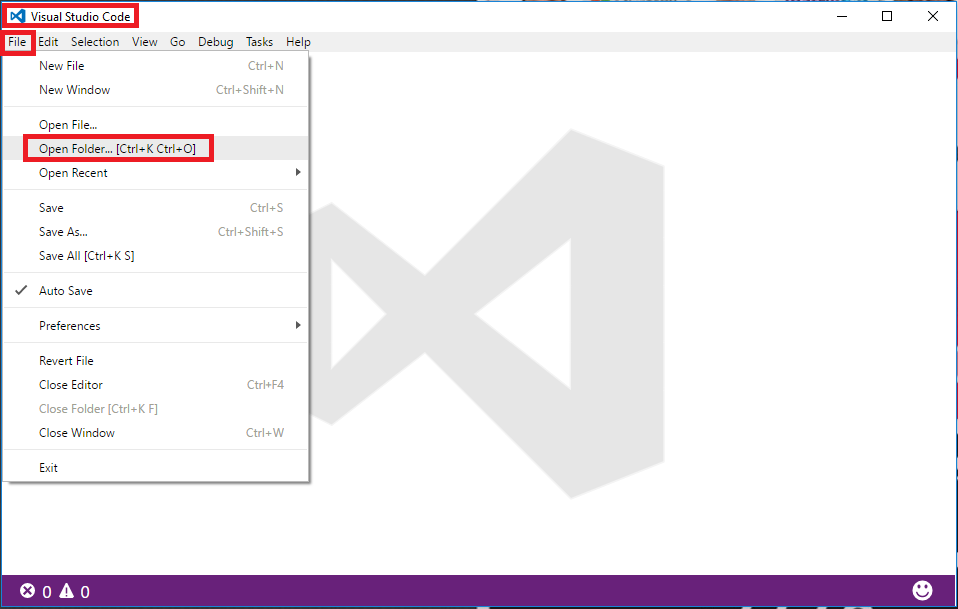 Visual Studio Code
File Edit Selection View Go Debug Tasks Help
New File Ctrl+N
New Window Ctrl+Shift+N
Open File...
Open Folder... [Ctrl+K Ctrl+O]
Open Recent
Save Ctrl+S
Save As... Ctrl+Shift+S
Save All [Ctrl+K S]
Auto Save
Preferences
Revert File
Close Editor Ctrl+F4
Close Folder [Ctrl+K F]
Close Window Ctrl+W
Exit
0 0